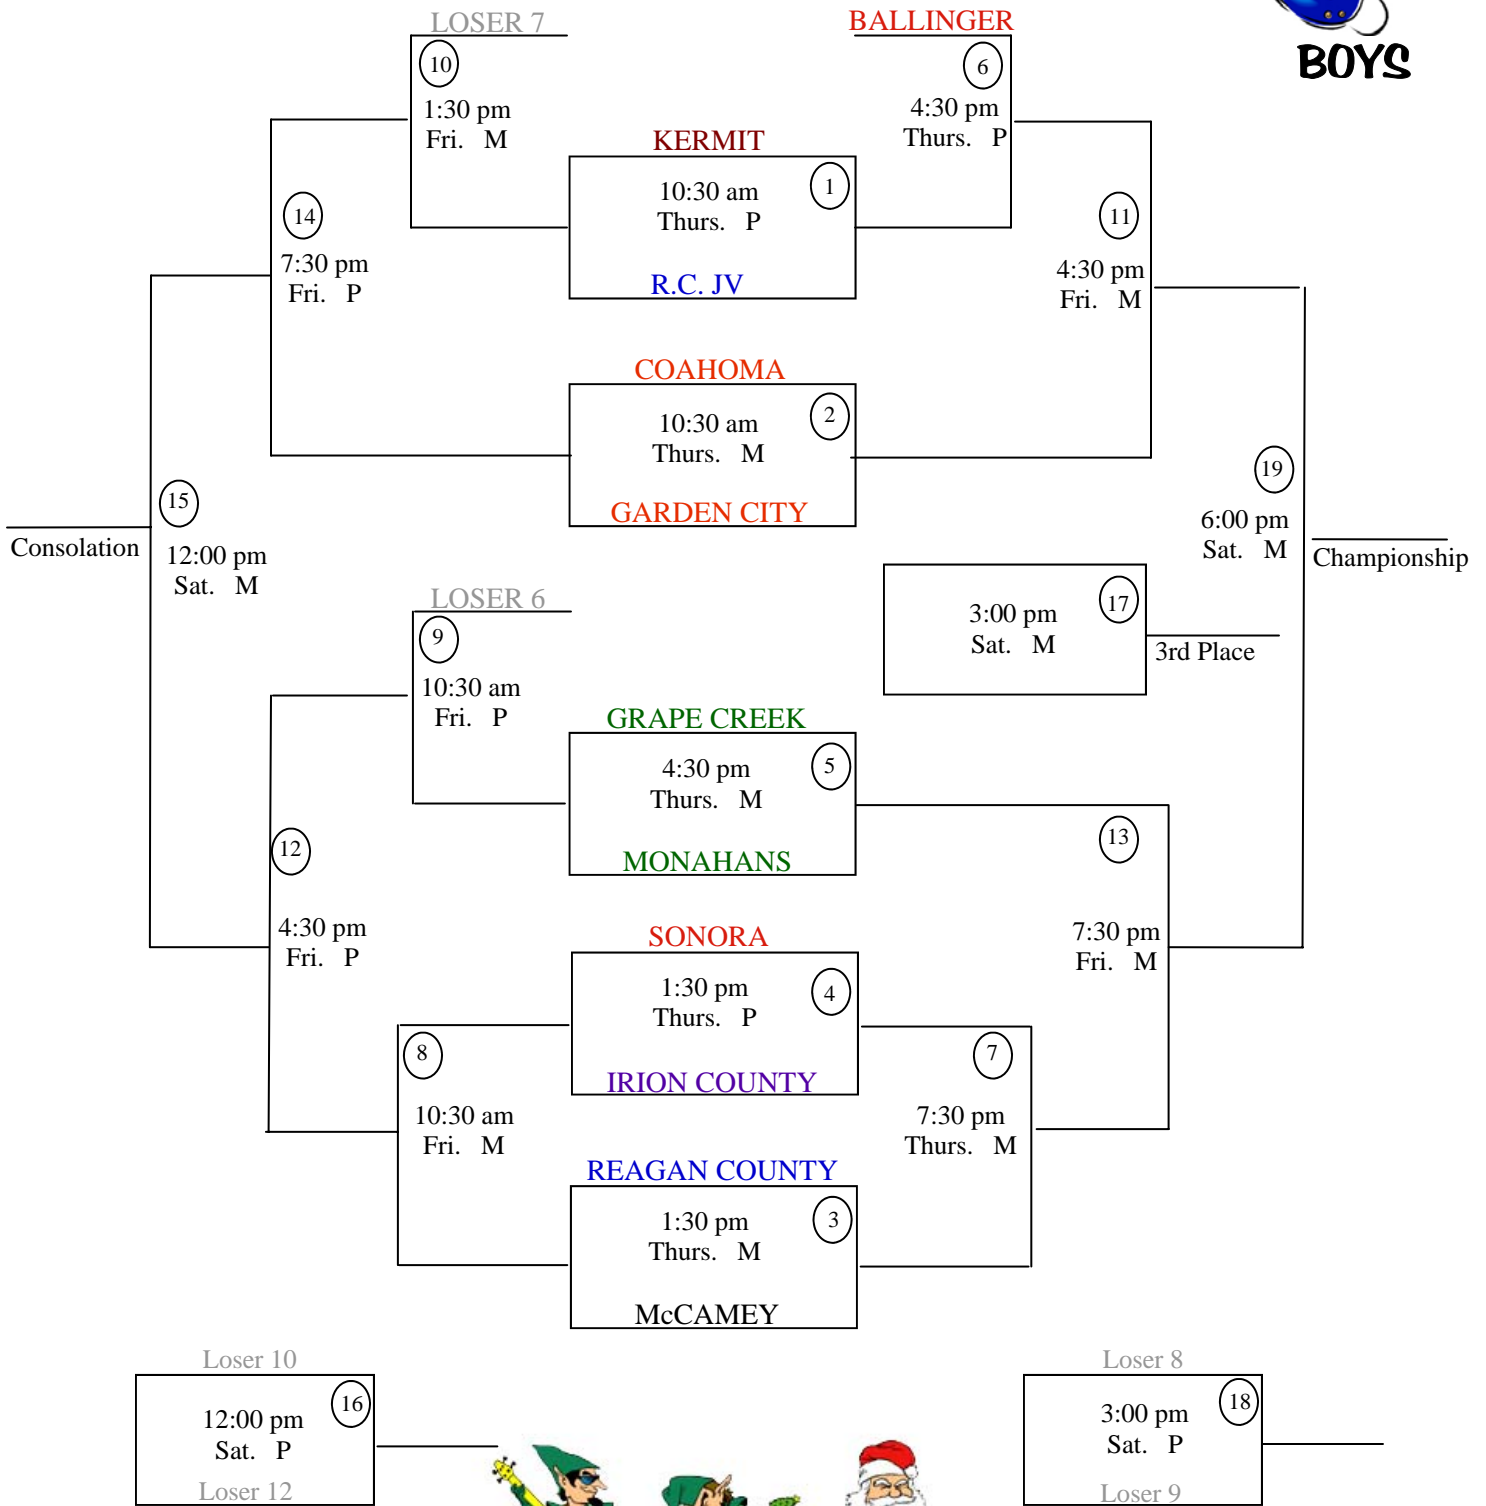 LOSER 7
BALLINGER
BOYS
10
1:30 pm
Fri. M
6
4:30 pm
Thurs. P
KERMIT
10:30 am
Thurs. P
1
R.C. JV
14
7:30 pm
Fri. P
11
4:30 pm
Fri. M
COAHOMA
10:30 am
Thurs. M
2
GARDEN CITY
15
12:00 pm
Sat. M
Consolation
19
6:00 pm
Sat. M
Championship
3:00 pm
Sat. M
17
3rd Place
LOSER 6
9
10:30 am
Fri. P
GRAPE CREEK
4:30 pm
Thurs. M
5
MONAHANS
12
4:30 pm
Fri. P
13
7:30 pm
Fri. M
SONORA
1:30 pm
Thurs. P
4
IRION COUNTY
8
10:30 am
Fri. M
7
7:30 pm
Thurs. M
REAGAN COUNTY
1:30 pm
Thurs. M
3
McCAMEY
Loser 10
12:00 pm
Sat. P
16
Loser 12
Loser 8
3:00 pm
Sat. P
18
Loser 9